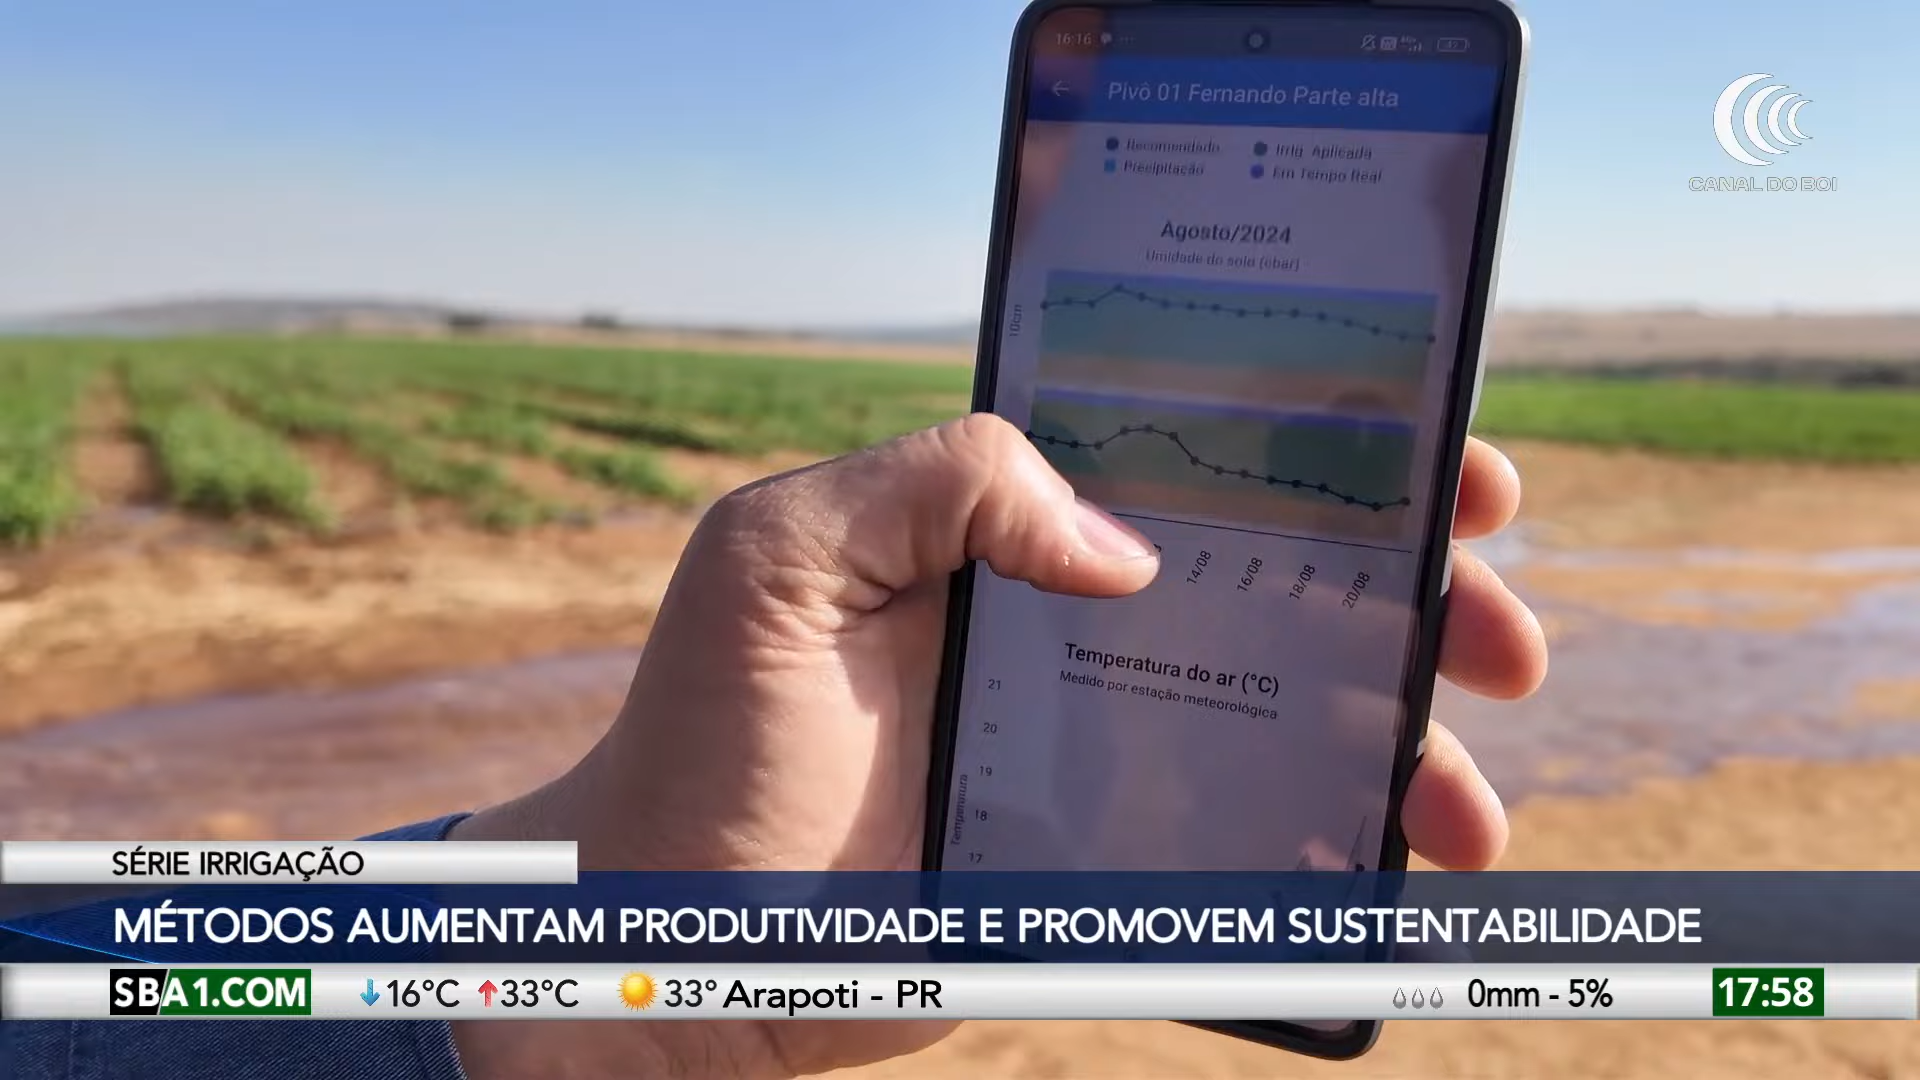 16:16
Pivô 01 Fernando Parte alta
Recomendado
Irrig. Aplicada
Precipitação
Em Tempo Real
Agosto/2024
Umidade do solo (cbar)
10cm
14/08
16/08
18/08
20/08
Temperatura do ar (°C)
Medido por estação meteorológica
21
20
19
18
17
Temperatura
CANAL DO BOI
SÉRIE IRRIGAÇÃO
MÉTODOS AUMENTAM PRODUTIVIDADE E PROMOVEM SUSTENTABILIDADE
SBA1.COM 16°C 33°C 33° Arapoti - PR 0mm - 5% 17:58